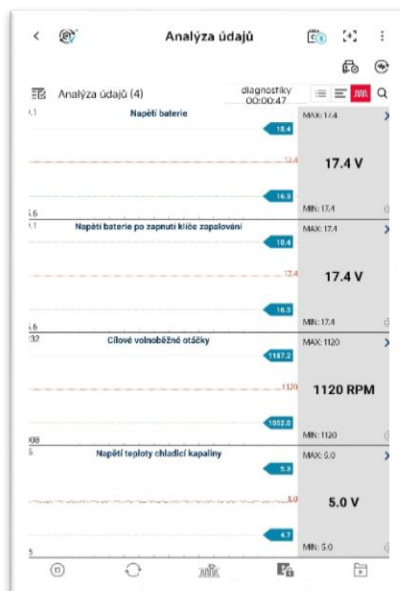 Analýza údajů
Analýza údajů (4)
diagnostiky
00:00:47
Napětí baterie
MAX: 17.4
18.4
17.4
17.4 V
16.3
MIN: 17.4
Napětí baterie po zapnutí klíče zapalování
MAX: 17.4
18.4
17.4
17.4 V
16.3
MIN: 17.4
Cílové volnoběžné otáčky
MAX: 1120
1187.2
1120
1120 RPM
1052.8
MIN: 1120
Napětí teploty chladicí kapaliny
MAX: 5.0
5.3
5.0
5.0 V
4.7
MIN: 5.0